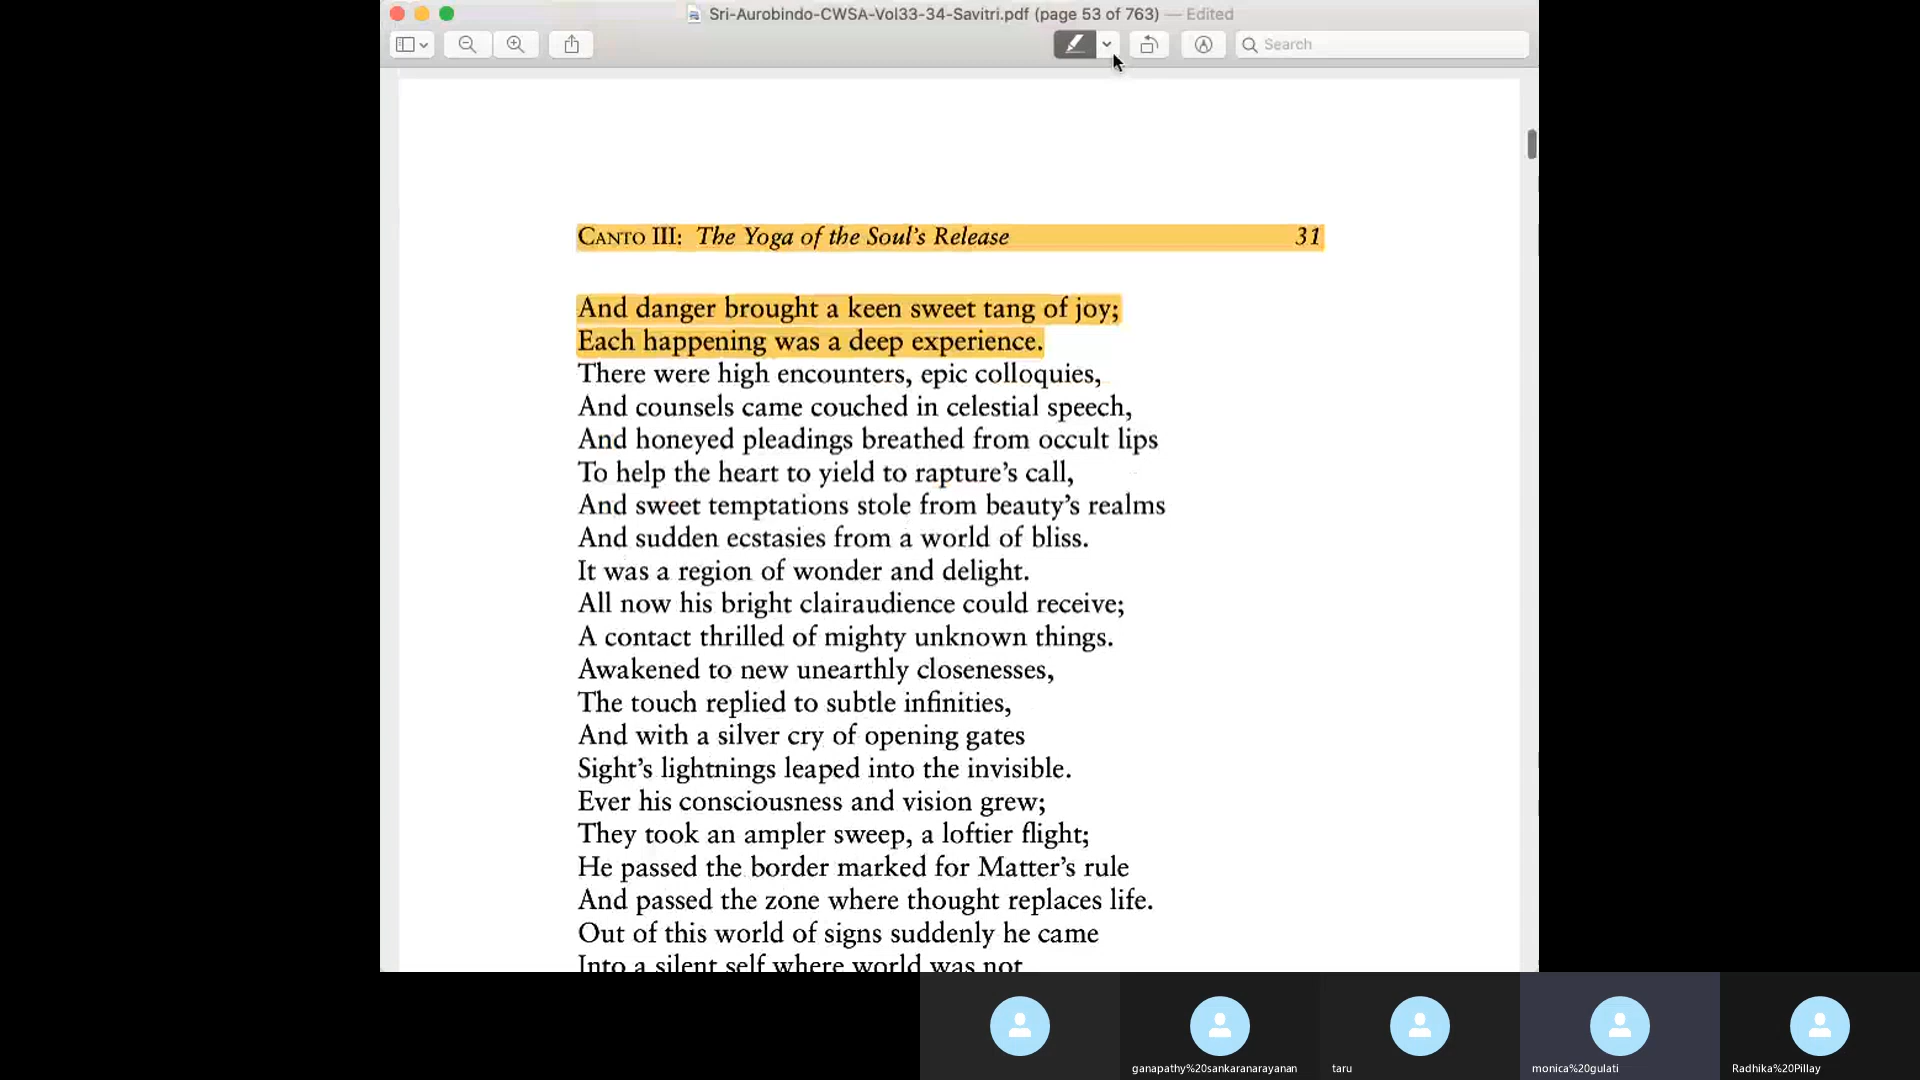 Sri-Aurobindo-CWSA-Vol33-34-Savitri.pdf (page 53 of 763) — Edited
Search
CANTO III: The Yoga of the Soul's Release 31
And danger brought a keen sweet tang of joy;
Each happening was a deep experience.
There were high encounters, epic colloquies,
And counsels came couched in celestial speech,
And honeyed pleadings breathed from occult lips
To help the heart to yield to rapture's call,
And sweet temptations stole from beauty's realms
And sudden ecstasies from a world of bliss.
It was a region of wonder and delight.
All now his bright clairaudience could receive;
A contact thrilled of mighty unknown things.
Awakened to new unearthly closenesses,
The touch replied to subtle infinities,
And with a silver cry of opening gates
Sight's lightnings leaped into the invisible.
Ever his consciousness and vision grew;
They took an ampler sweep, a loftier flight;
He passed the border marked for Matter's rule
And passed the zone where thought replaces life.
Out of this world of signs suddenly he came
Into a silent self where world was not
ganapathy%20sankaranarayanan taru monica%20gulati Radhika%20Pillay